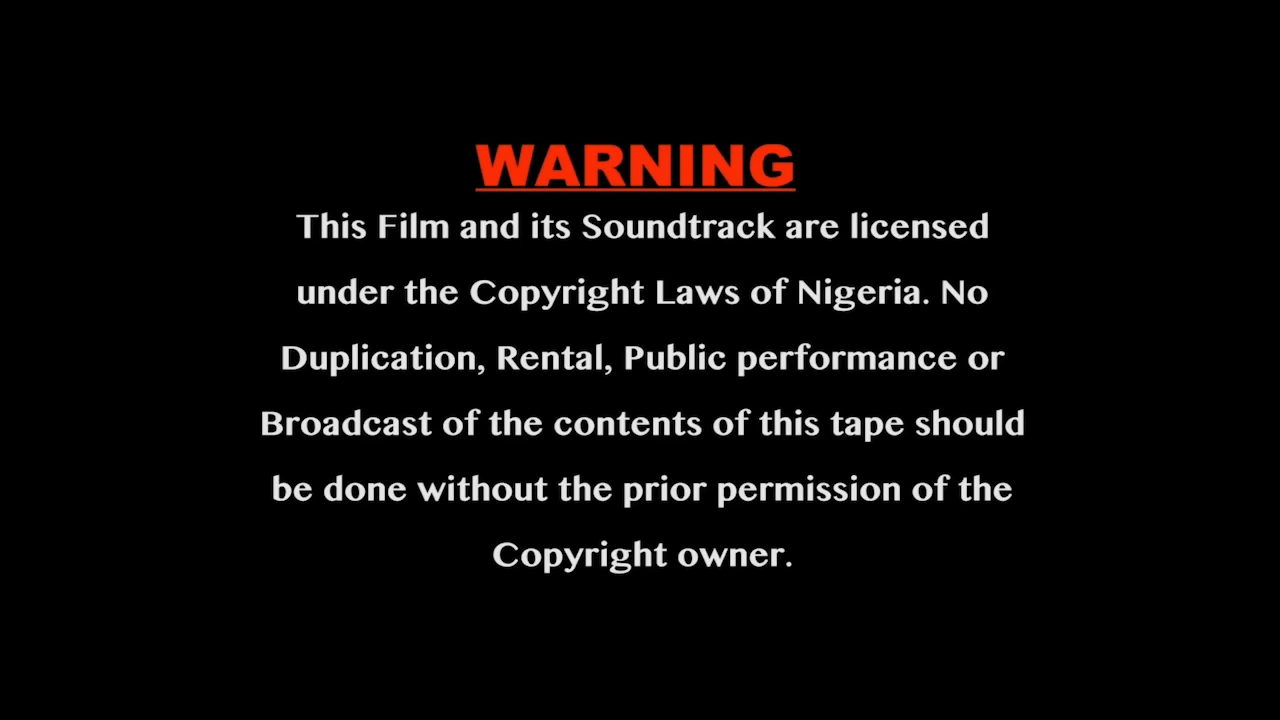 WARNING
This Film and its Soundtrack are licensed
under the Copyright Laws of Nigeria. No
Duplication, Rental, Public performance or
Broadcast of the contents of this tape should
be done without the prior permission of the
Copyright owner.